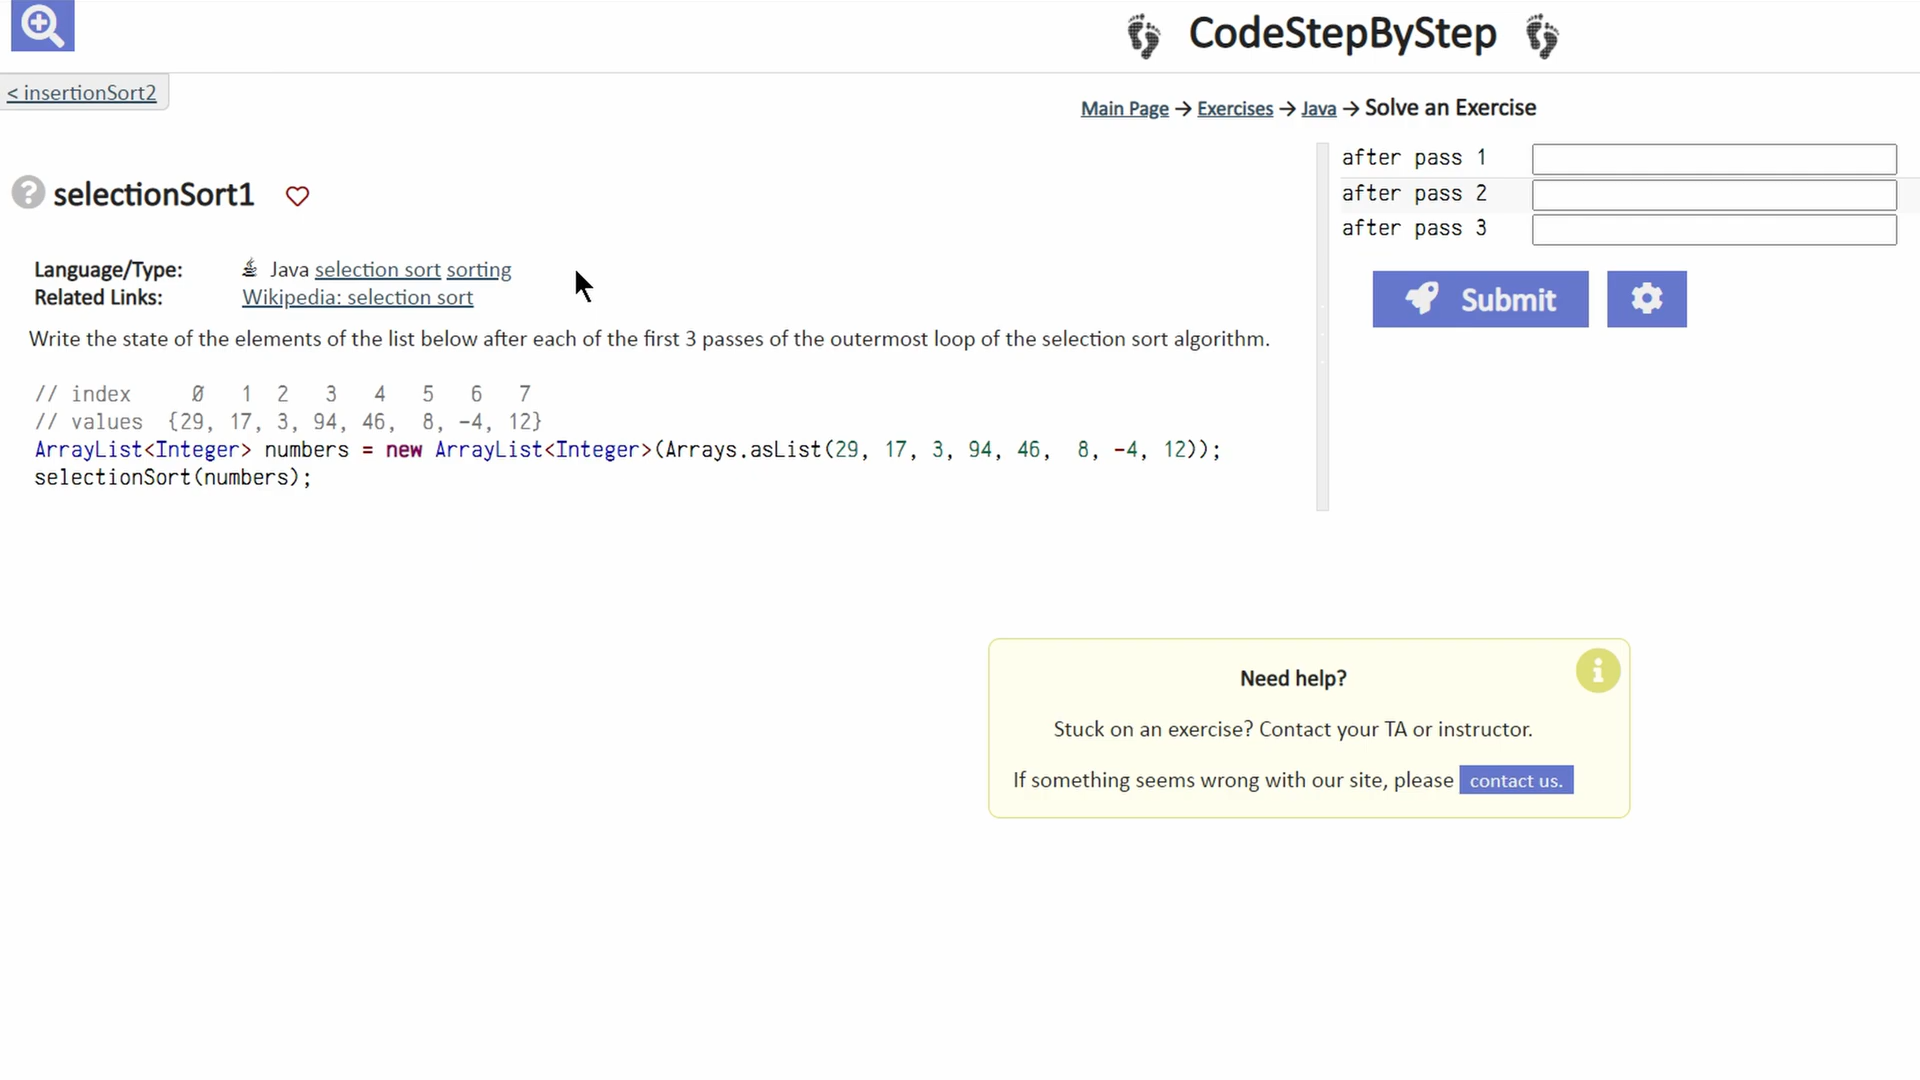 CodeStepByStep
< insertionSort2
Main Page → Exercises → Java → Solve an Exercise
selectionSort1
Language/Type: Java selection sort sorting
Related Links: Wikipedia: selection sort
Write the state of the elements of the list below after each of the first 3 passes of the outermost loop of the selection sort algorithm.
// index     0   1  2   3   4   5   6   7
// values  {29, 17, 3, 94, 46,  8, -4, 12}
ArrayList<Integer> numbers = new ArrayList<Integer>(Arrays.asList(29, 17, 3, 94, 46,  8, -4, 12));
selectionSort(numbers);
after pass 1
after pass 2
after pass 3
Submit
Need help?
Stuck on an exercise? Contact your TA or instructor.
If something seems wrong with our site, please contact us.